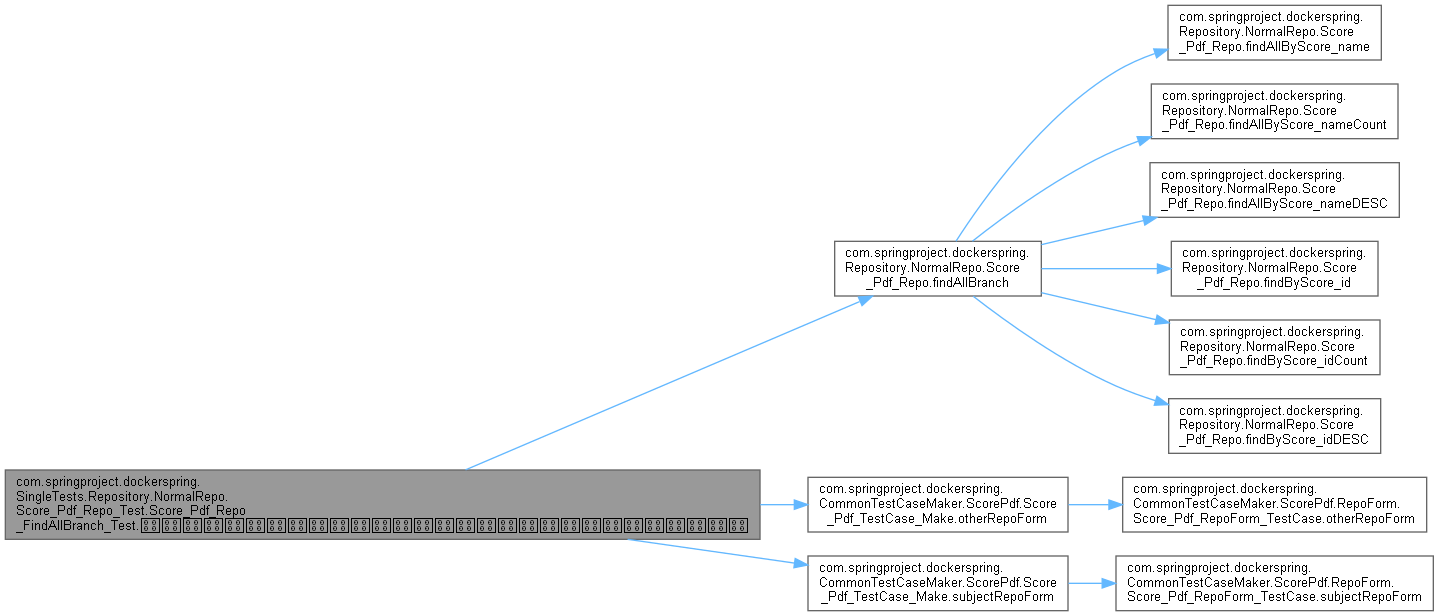 com.springproject.dockerspring.
Repository.NormalRepo.Score
_Pdf_Repo.findAllByScore_name
com.springproject.dockerspring.
Repository.NormalRepo.Score
_Pdf_Repo.findAllByScore_nameCount
com.springproject.dockerspring.
Repository.NormalRepo.Score
_Pdf_Repo.findAllByScore_nameDESC
com.springproject.dockerspring.
Repository.NormalRepo.Score
_Pdf_Repo.findAllBranch
com.springproject.dockerspring.
Repository.NormalRepo.Score
_Pdf_Repo.findByScore_id
com.springproject.dockerspring.
Repository.NormalRepo.Score
_Pdf_Repo.findByScore_idCount
com.springproject.dockerspring.
Repository.NormalRepo.Score
_Pdf_Repo.findByScore_idDESC
com.springproject.dockerspring.
SingleTests.Repository.NormalRepo.
Score_Pdf_Repo_Test.Score_Pdf_Repo
_FindAllBranch_Test.
com.springproject.dockerspring.
CommonTestCaseMaker.ScorePdf.Score
_Pdf_TestCase_Make.otherRepoForm
com.springproject.dockerspring.
CommonTestCaseMaker.ScorePdf.RepoForm.
Score_Pdf_RepoForm_TestCase.otherRepoForm
com.springproject.dockerspring.
CommonTestCaseMaker.ScorePdf.Score
_Pdf_TestCase_Make.subjectRepoForm
com.springproject.dockerspring.
CommonTestCaseMaker.ScorePdf.RepoForm.
Score_Pdf_RepoForm_TestCase.subjectRepoForm